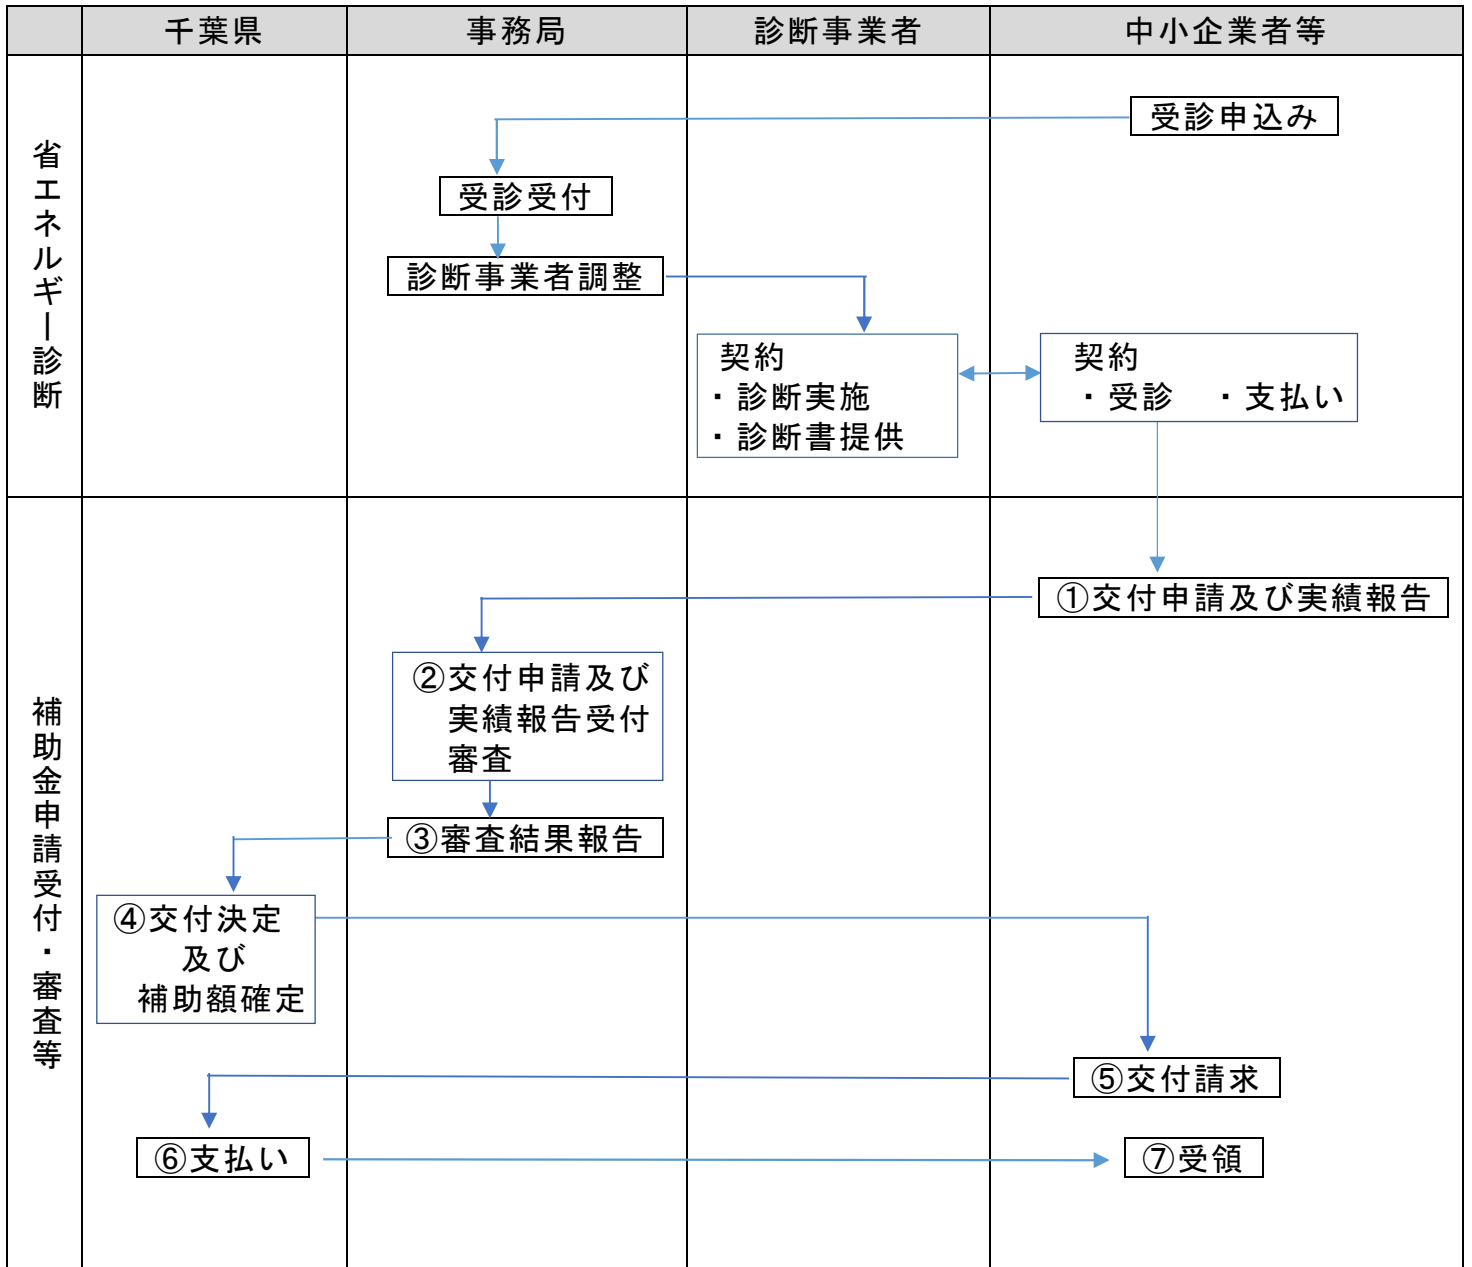 千葉県
事務局
診断事業者
中小企業者等
省エネルギー診断
受診申込み
受診受付
診断事業者調整
契約
・診断実施
・診断書提供
契約
・受診　・支払い
補助金申請受付・審査等
①交付申請及び実績報告
②交付申請及び
実績報告受付
審査
③審査結果報告
④交付決定
及び
補助額確定
⑤交付請求
⑥支払い
⑦受領